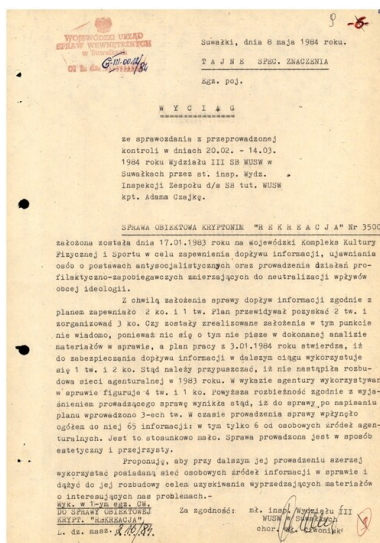 9 -6-
WOJEWÓDZKI URZĄD
SPRAW WEWNĘTRZNYCH
w Suwałkach
Suwałki, dnia 8 maja 1984 roku.
T A J N E SPEC. ZNACZENIA
Egz. poj.
W Y C I Ą G
ze sprawozdania z przeprowadzonej
kontroli w dniach 20.02. - 14.03.
1984 roku Wydziału III SB WUSW w
Suwałkach przez st. insp. Wydz.
Inspekcji Zespołu d/s SB tut. WUSW
kpt. Adama Czajkę.
SPRAWA OBIEKTOWA KRYPTONIM "R E K R E A C J A" Nr 3500
założona została dnia 17.01.1983 roku na Wojewódzki Kompleks Kultury
Fizycznej i Sportu w celu zapewnienia dopływu informacji, ujawniania
osób o postawach antysocjalistycznych oraz prowadzenia działań pro-
filaktyczno-zapobiegawczych zmierzających do neutralizacji wpływów
obcej ideologii.
Z chwilą założenia sprawy dopływ informacji zgodnie z
planem zapewniało 2 ko. i 1 tw. Plan przewidywał pozyskać 2 tw. i
zorganizować 3 ko. Czy zostały zrealizowane założenia w tym punkcie
nie wiadomo, ponieważ nic się o tym nie pisze w dokonanej analizie
materiałów w sprawie, a plan pracy z 3.01.1984 roku stwierdza, iż
do zabezpieczenia dopływu informacji w dalszym ciągu wykorzystuje
się 1 tw. i 2 ko. Stąd należy przypuszczać, iż nie nastąpiła rozbu-
dowa sieci agenturalnej w 1983 roku. W wykazie agentury wykorzystywan
w sprawie figuruje 4 tw. i 1 ko. Powyższa rozbieżność zgodnie z wyja-
śnieniem prowadzącego sprawę wynikła stąd, iż do sprawy po napisaniu
planu wprowadzono 3-ech tw. W czasie prowadzenia sprawy wpłynęło
ogółem do niej 65 informacji; w tym tylko 6 od osobowych źródeł agen-
turalnych. Jest to stosunkowo mało. Sprawa prowadzona jest w sposób
estetyczny i przejrzysty.
Proponuję, aby przy dalszym jej prowadzeniu szerzej
wykorzystać posiadaną sieć osobowych źródeł informacji w sprawie i
dążyć do jej rozbudowy celem uzyskiwania wyprzedzających materiałów
o interesujących nas problemach.-
Wyk. w 1-ym egz. CW.
DO SPRAWY OBIEKTOWEJ
KRYPT. "REKREACJA"
L. dz. masz.
Za zgodność: mł. insp. Wydziału III
WUSW w Suwałkach
chor.